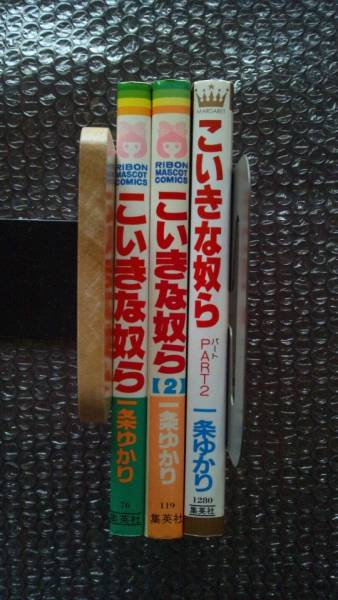 RIBON
MASCOT
COMICS
こいきな奴ら
一条ゆかり
76
集英社
RIBON
MASCOT
COMICS
こいきな奴ら
【2】
一条ゆかり
119
集英社
MARGARET
こいきな奴ら
パート
PART2
一条ゆかり
1280
集英社